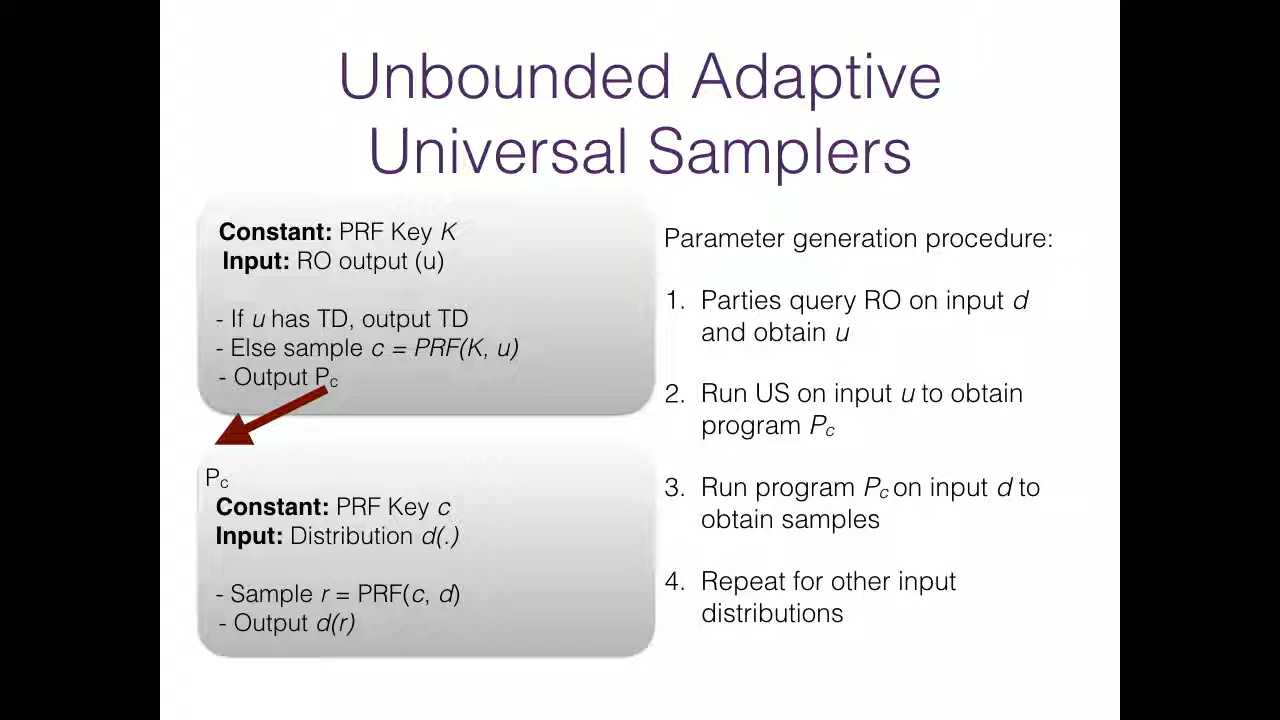 Unbounded Adaptive
Universal Samplers
Constant: PRF Key K
Input: RO output (u)
- If u has TD, output TD
- Else sample c = PRF(K, u)
- Output Pc
Pc
Constant: PRF Key c
Input: Distribution d(.)
- Sample r = PRF(c, d)
- Output d(r)
Parameter generation procedure:
1. Parties query RO on input d
and obtain u
2. Run US on input u to obtain
program Pc
3. Run program Pc on input d to
obtain samples
4. Repeat for other input
distributions